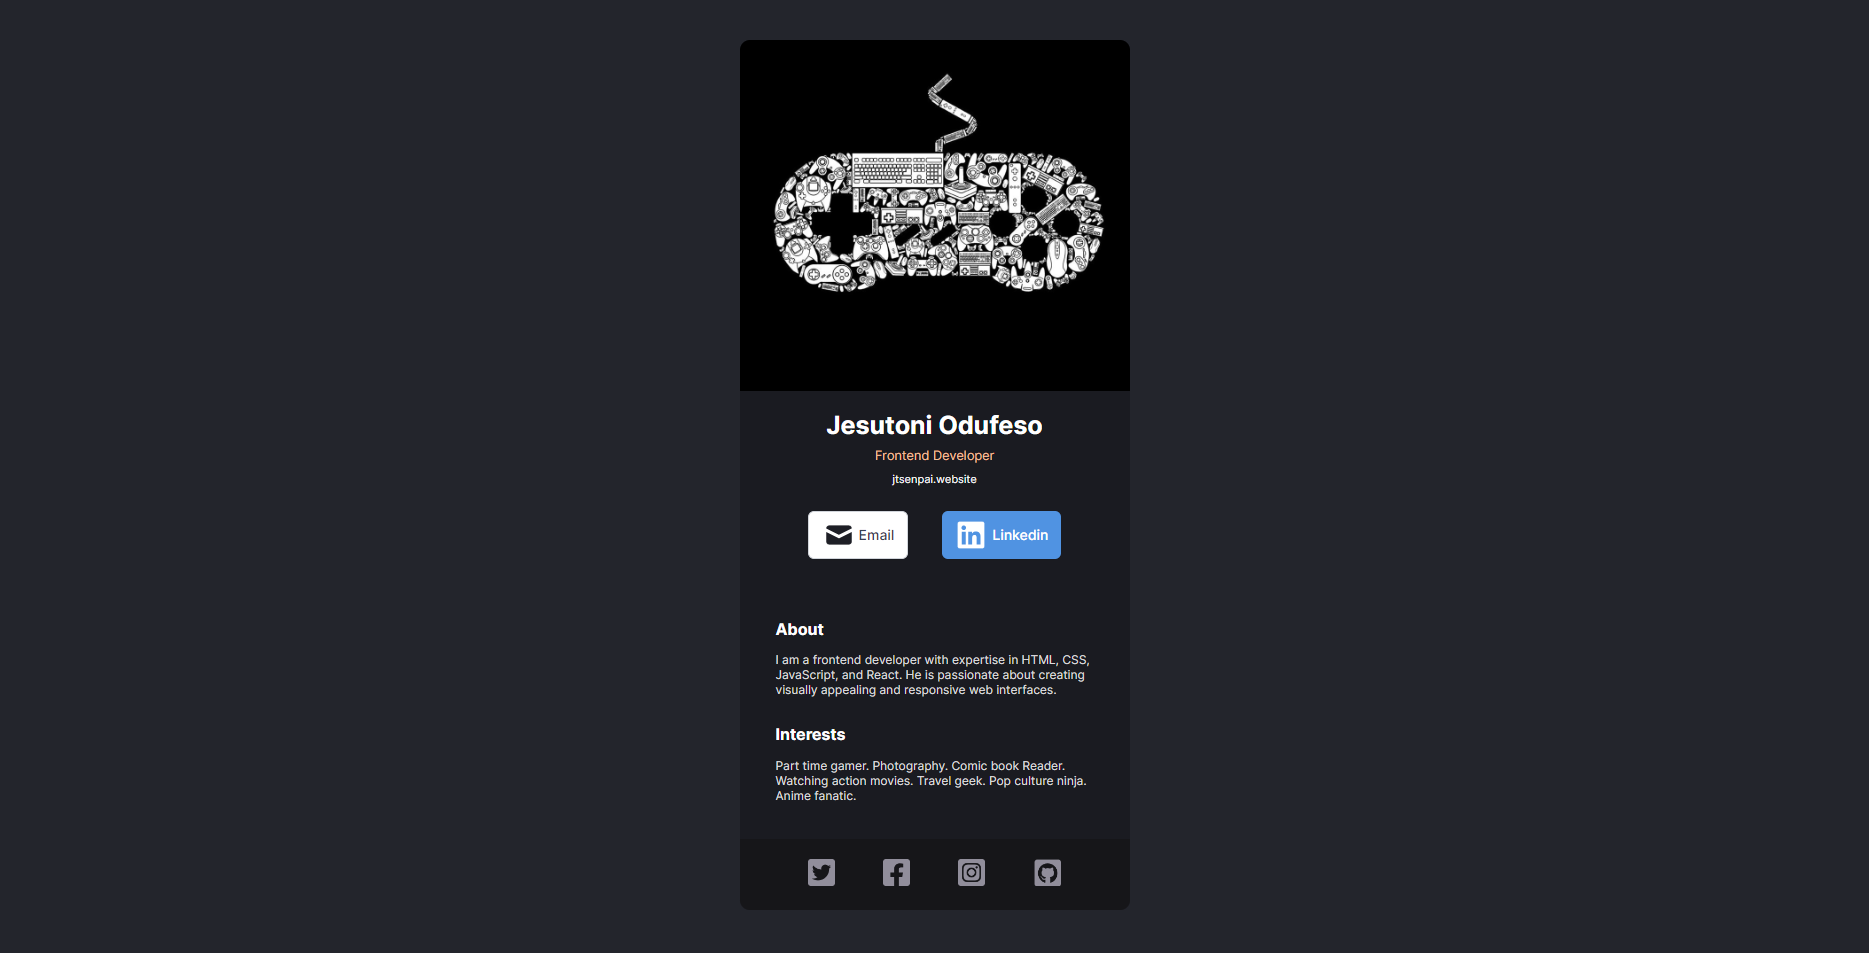 Jesutoni Odufeso
Frontend Developer
jtsenpai.website
Email
Linkedin
About
I am a frontend developer with expertise in HTML, CSS,
JavaScript, and React. He is passionate about creating
visually appealing and responsive web interfaces.
Interests
Part time gamer. Photography. Comic book Reader.
Watching action movies. Travel geek. Pop culture ninja.
Anime fanatic.